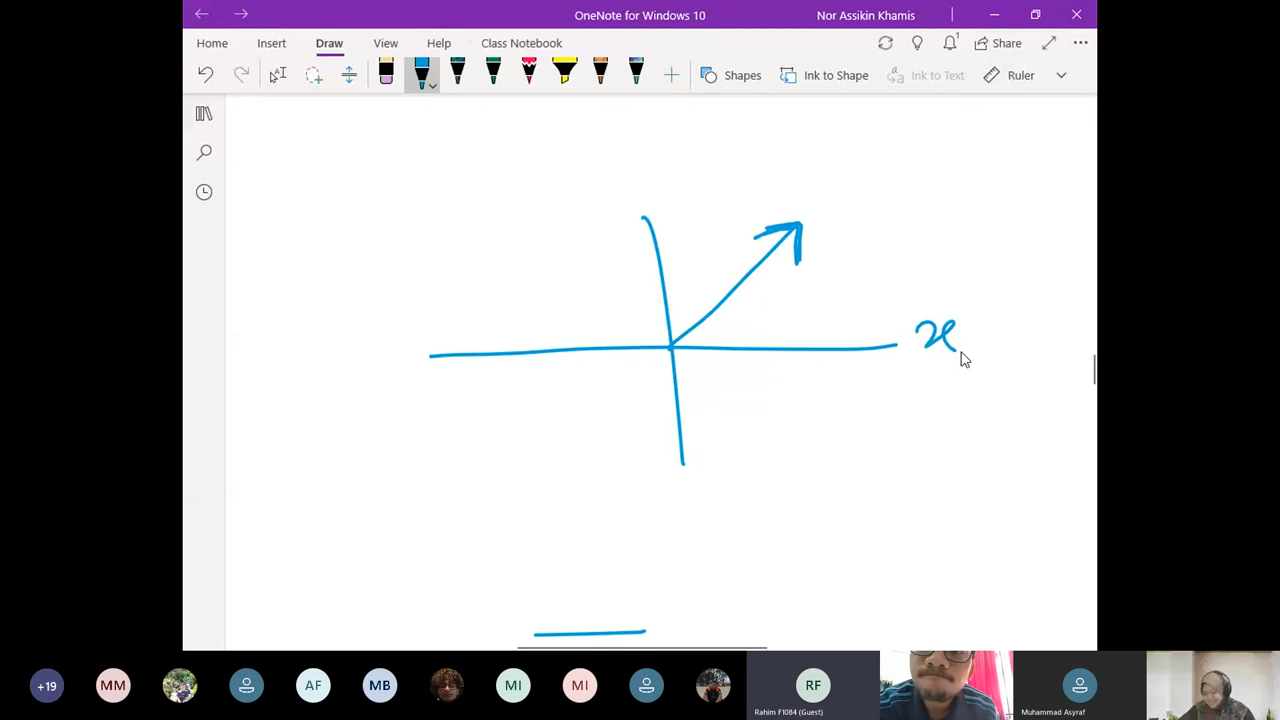 OneNote for Windows 10
Nor Assikin Khamis
Home Insert Draw View Help Class Notebook
1
Share
Shapes
Ink to Shape
Ink to Text
Ruler
x
+19
MM
AF
MB
MI
MI
RF
Rahim F1084 (Guest)
Muhammad Asyraf